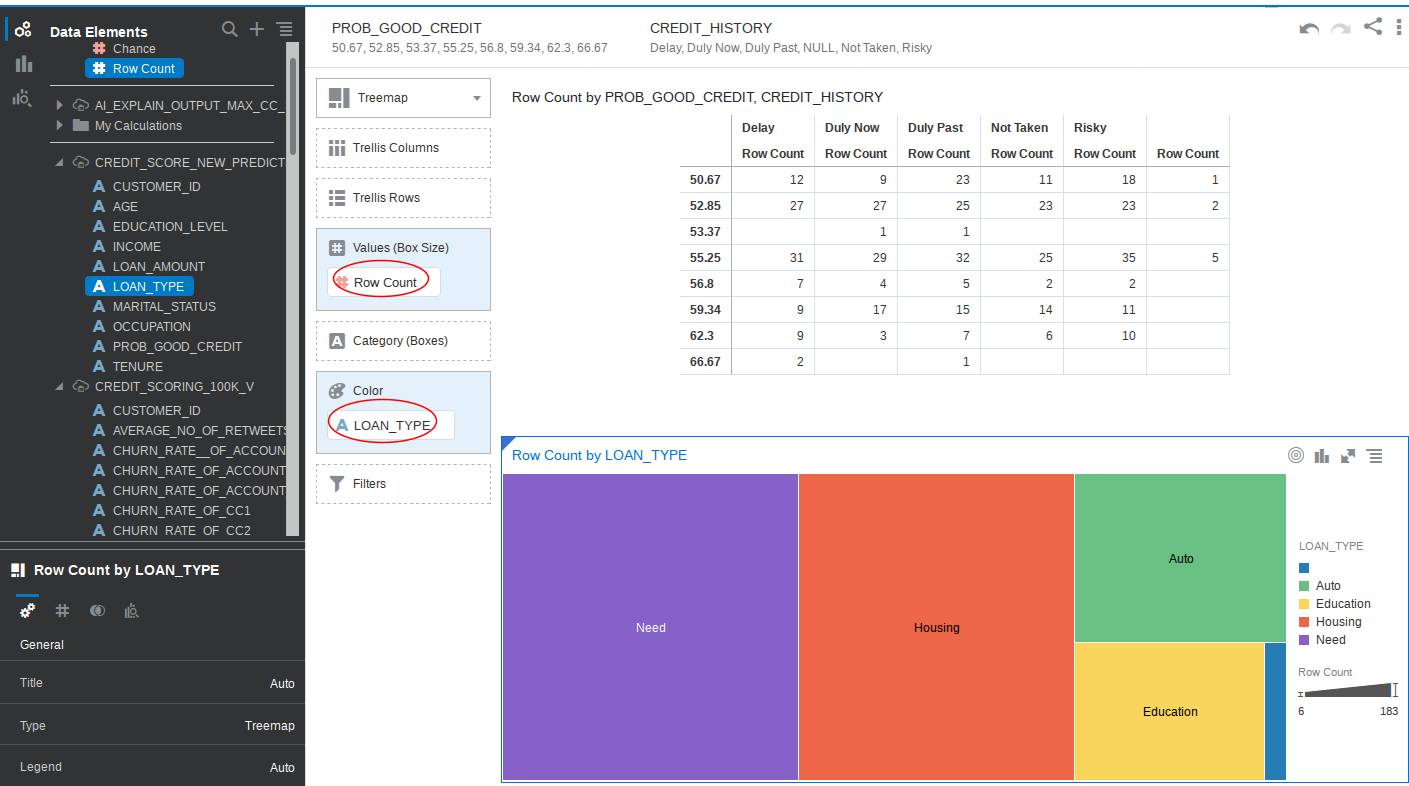 Data Elements
Chance
Row Count
AI_EXPLAIN_OUTPUT_MAX_CC_
My Calculations
CREDIT_SCORE_NEW_PREDICT
CUSTOMER_ID
AGE
EDUCATION_LEVEL
INCOME
LOAN_AMOUNT
LOAN_TYPE
MARITAL_STATUS
OCCUPATION
PROB_GOOD_CREDIT
TENURE
CREDIT_SCORING_100K_V
CUSTOMER_ID
AVERAGE_NO_OF_RETWEETS
CHURN_RATE__OF_ACCOUN
CHURN_RATE_OF_ACCOUNT
CHURN_RATE_OF_ACCOUNT
CHURN_RATE_OF_CC1
CHURN_RATE_OF_CC2
Row Count by LOAN_TYPE
General
Title Auto
Type Treemap
Legend Auto
PROB_GOOD_CREDIT
50.67, 52.85, 53.37, 55.25, 56.8, 59.34, 62.3, 66.67
CREDIT_HISTORY
Delay, Duly Now, Duly Past, NULL, Not Taken, Risky
Treemap
Trellis Columns
Trellis Rows
Values (Box Size)
Row Count
Category (Boxes)
Color
LOAN_TYPE
Filters
Row Count by PROB_GOOD_CREDIT, CREDIT_HISTORY
Delay Duly Now Duly Past Not Taken Risky
Row Count Row Count Row Count Row Count Row Count Row Count
50.67 12 9 23 11 18 1
52.85 27 27 25 23 23 2
53.37 1 1
55.25 31 29 32 25 35 5
56.8 7 4 5 2 2
59.34 9 17 15 14 11
62.3 9 3 7 6 10
66.67 2 1
Row Count by LOAN_TYPE
Need
Housing
Auto
Education
LOAN_TYPE
Auto
Education
Housing
Need
Row Count
6 183